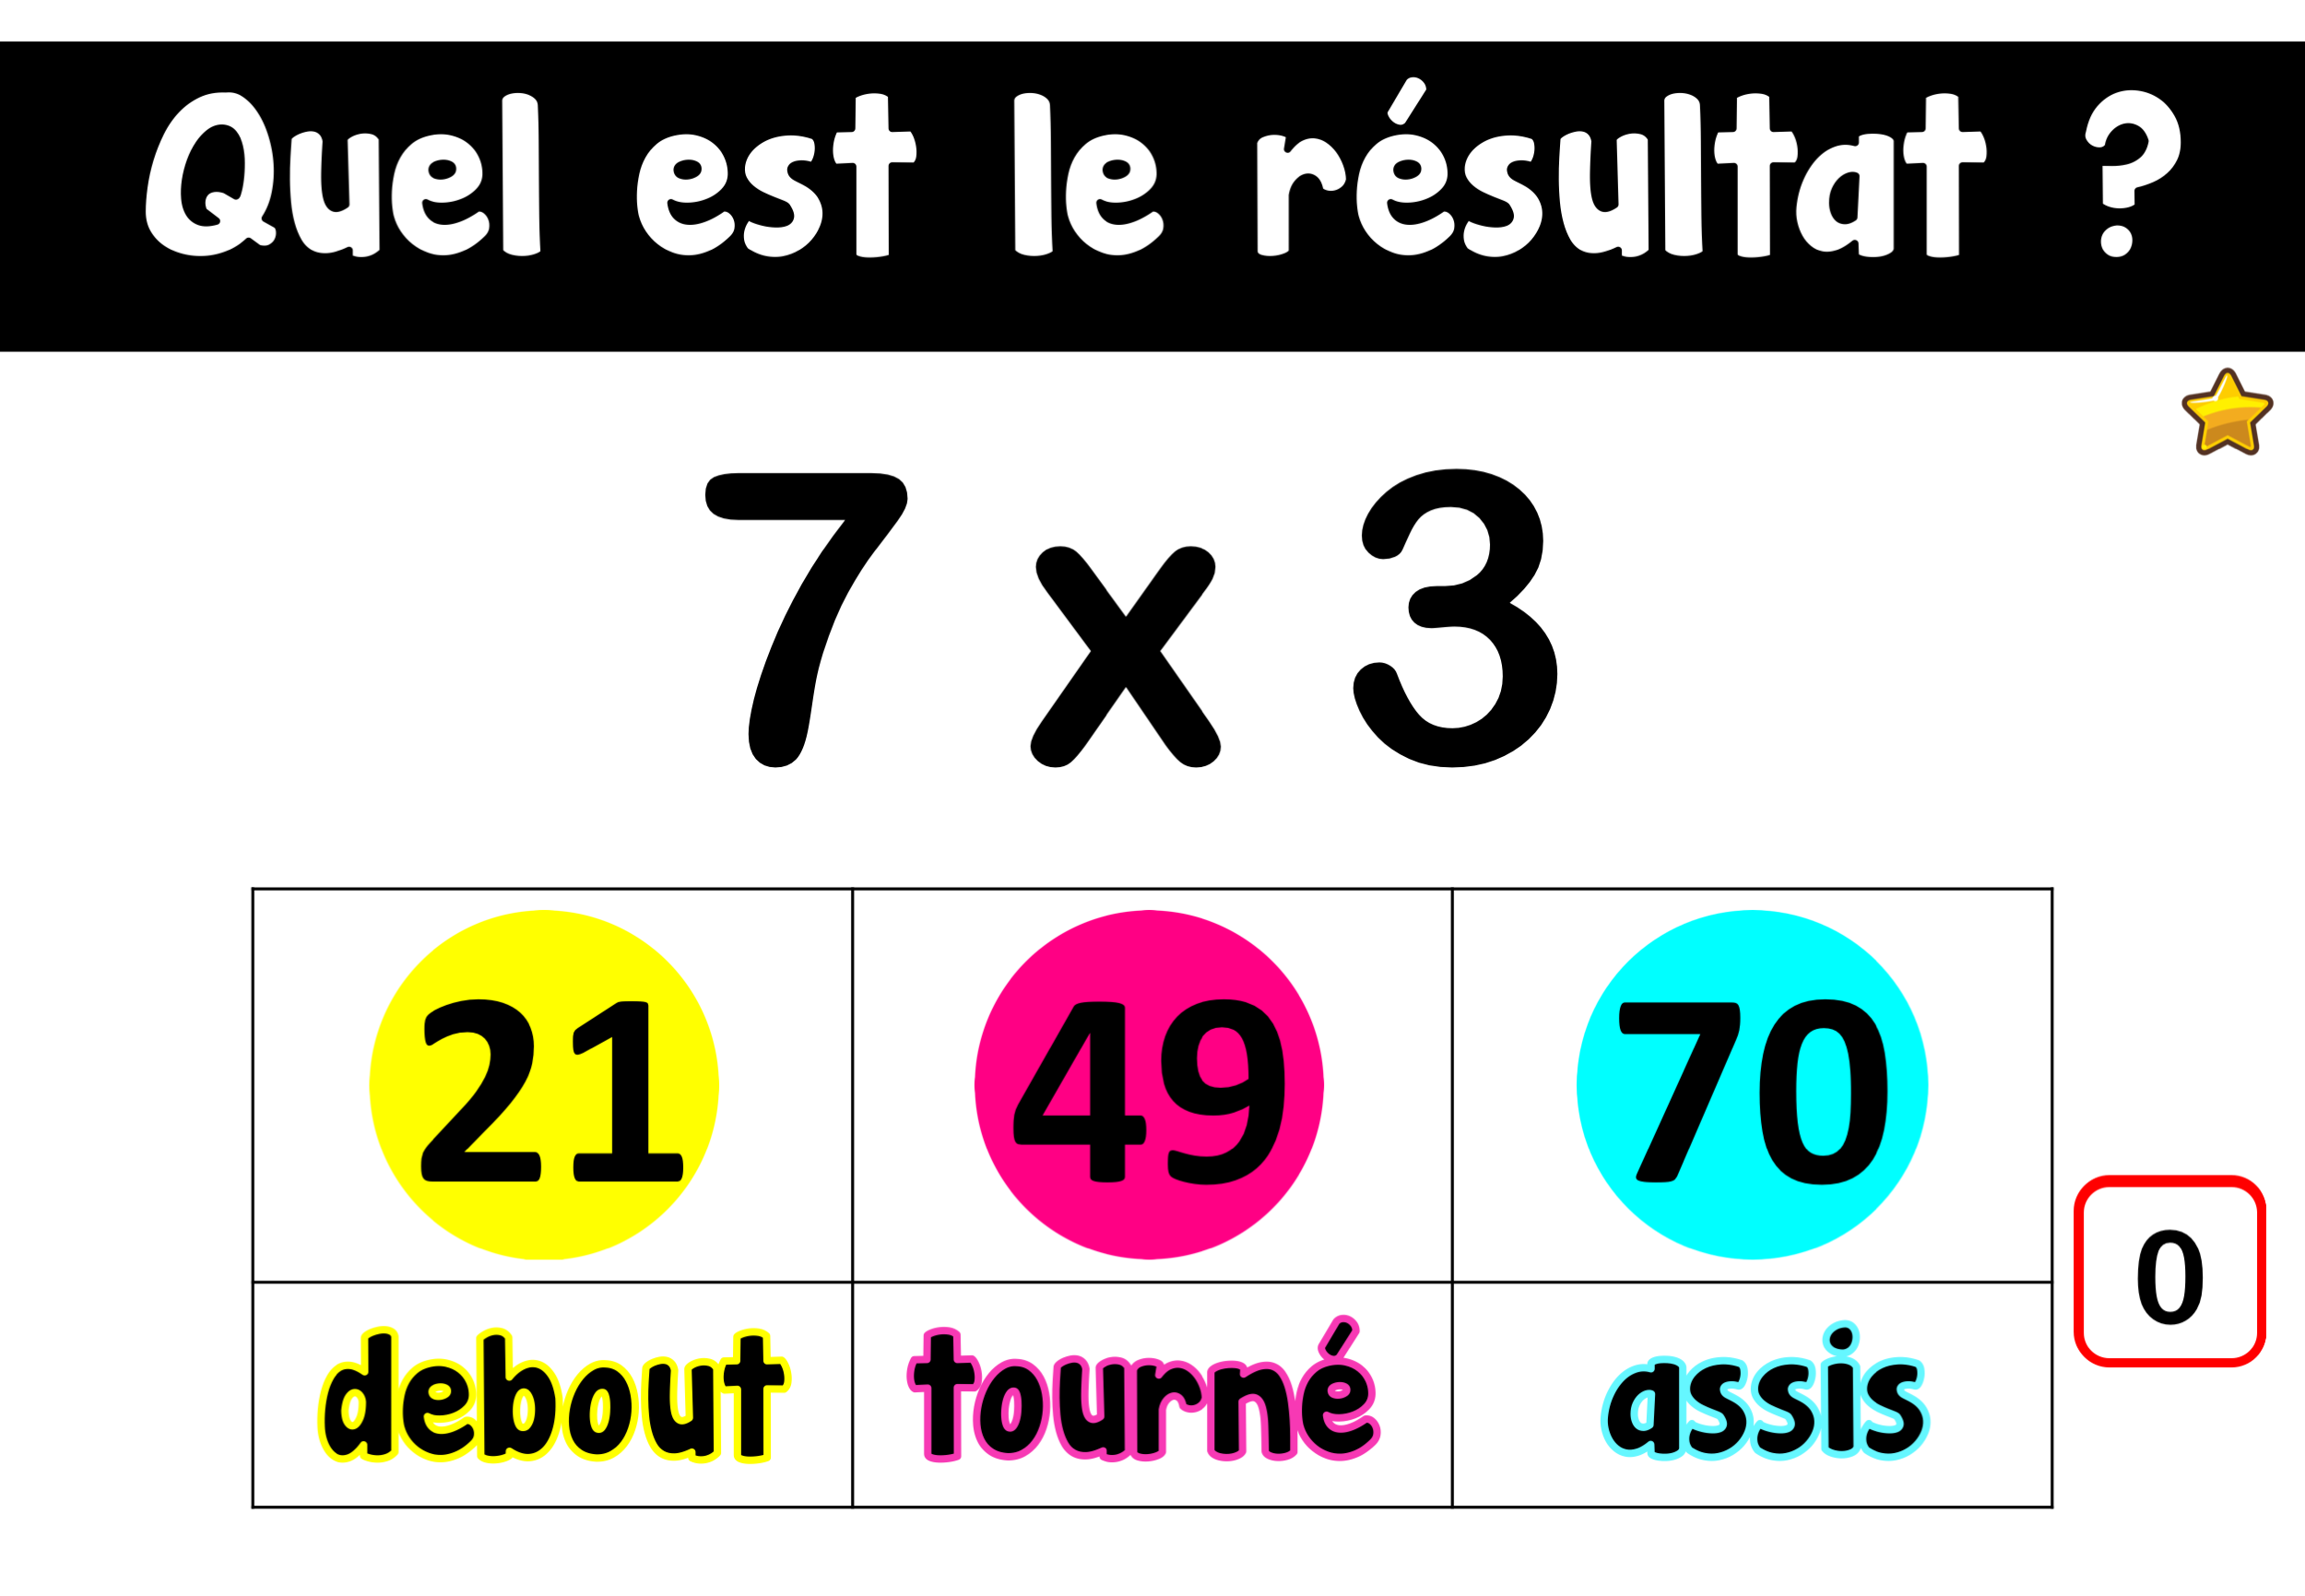 Quel est le résultat ?
7 x 3
21 49 70
0
debout tourné assis